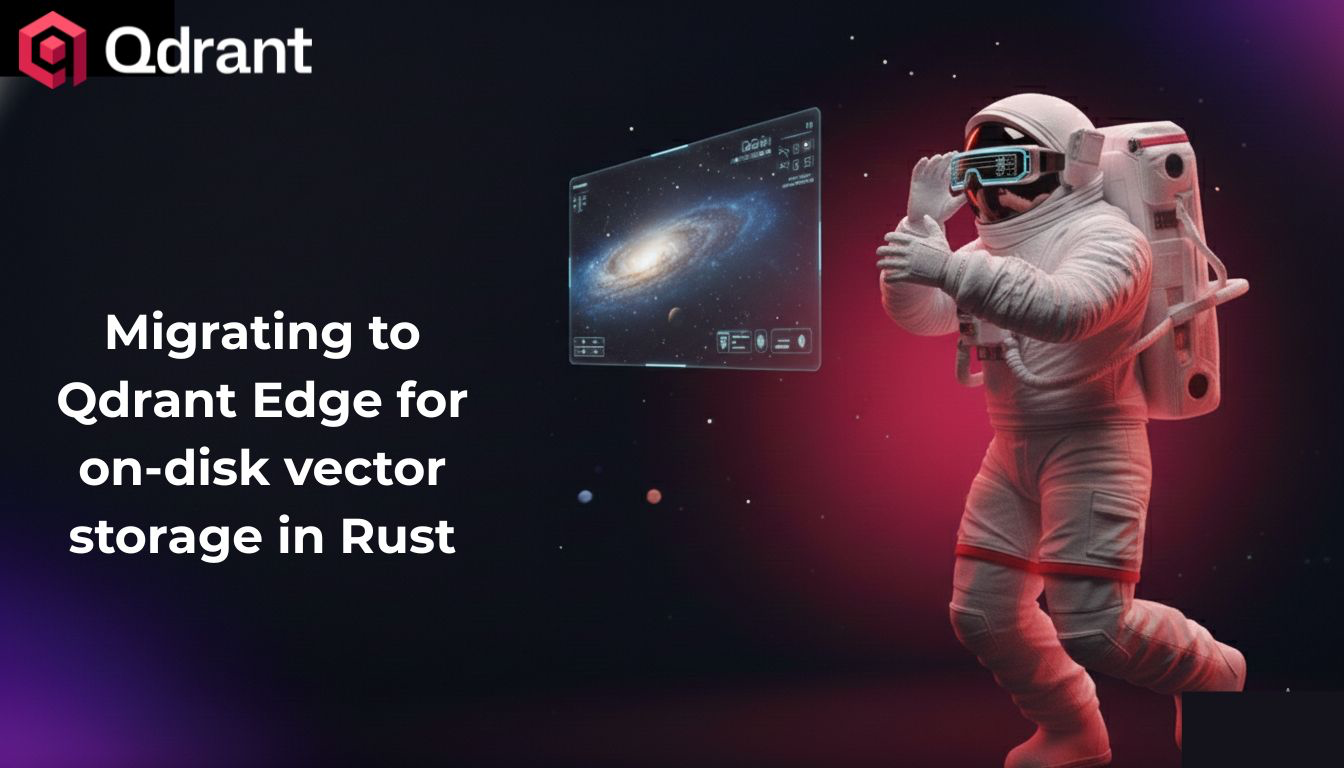 Qdrant
Migrating to
Qdrant Edge for
on-disk vector
storage in Rust